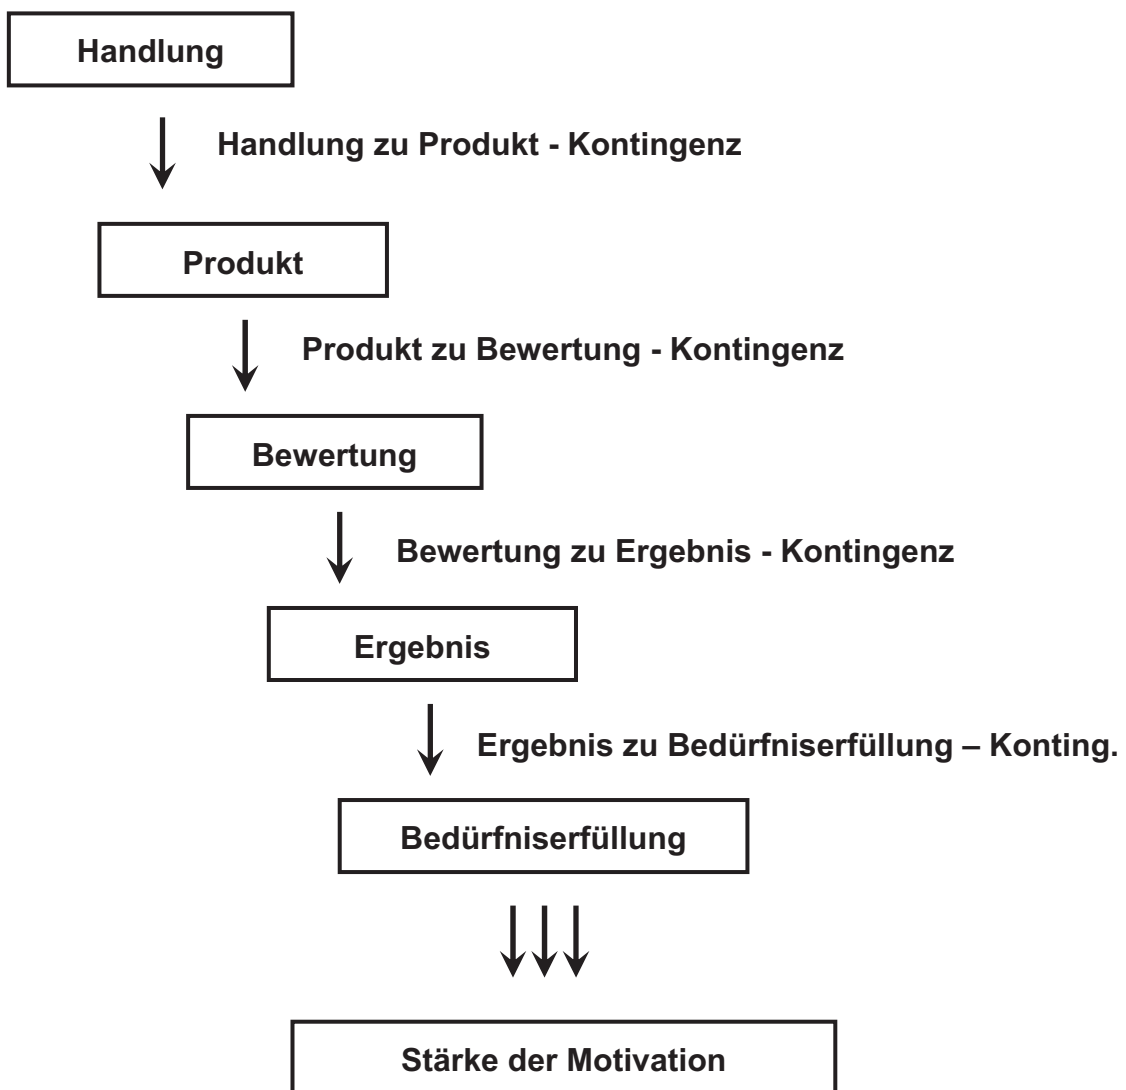 Handlung
Handlung zu Produkt - Kontingenz
Produkt
Produkt zu Bewertung - Kontingenz
Bewertung
Bewertung zu Ergebnis - Kontingenz
Ergebnis
Ergebnis zu Bedürfniserfüllung – Konting.
Bedürfniserfüllung
Stärke der Motivation